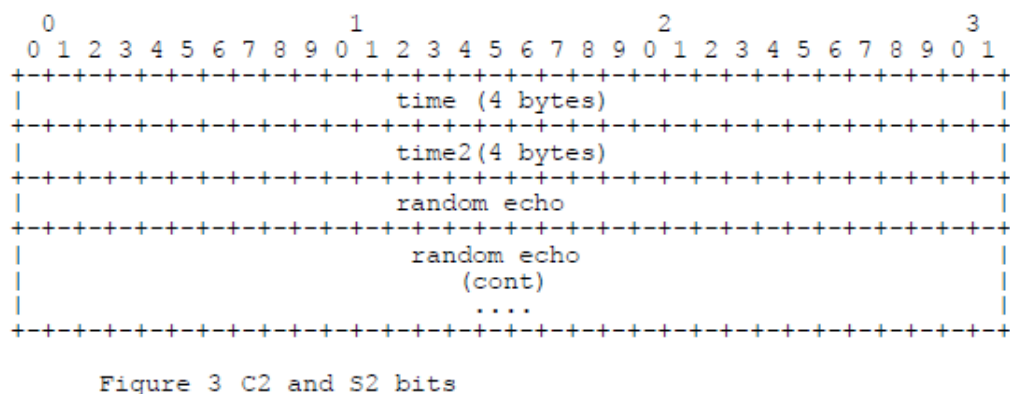 0                   1                   2                   3
0 1 2 3 4 5 6 7 8 9 0 1 2 3 4 5 6 7 8 9 0 1 2 3 4 5 6 7 8 9 0 1
+-+-+-+-+-+-+-+-+-+-+-+-+-+-+-+-+-+-+-+-+-+-+-+-+-+-+-+-+-+-+-+-+
|                        time (4 bytes)                         |
+-+-+-+-+-+-+-+-+-+-+-+-+-+-+-+-+-+-+-+-+-+-+-+-+-+-+-+-+-+-+-+-+
|                        time2(4 bytes)                         |
+-+-+-+-+-+-+-+-+-+-+-+-+-+-+-+-+-+-+-+-+-+-+-+-+-+-+-+-+-+-+-+-+
|                        random echo                            |
+-+-+-+-+-+-+-+-+-+-+-+-+-+-+-+-+-+-+-+-+-+-+-+-+-+-+-+-+-+-+-+-+
|                         random echo                           |
|                            (cont)                             |
|                             ....                              |
+-+-+-+-+-+-+-+-+-+-+-+-+-+-+-+-+-+-+-+-+-+-+-+-+-+-+-+-+-+-+-+-+
Figure 3 C2 and S2 bits